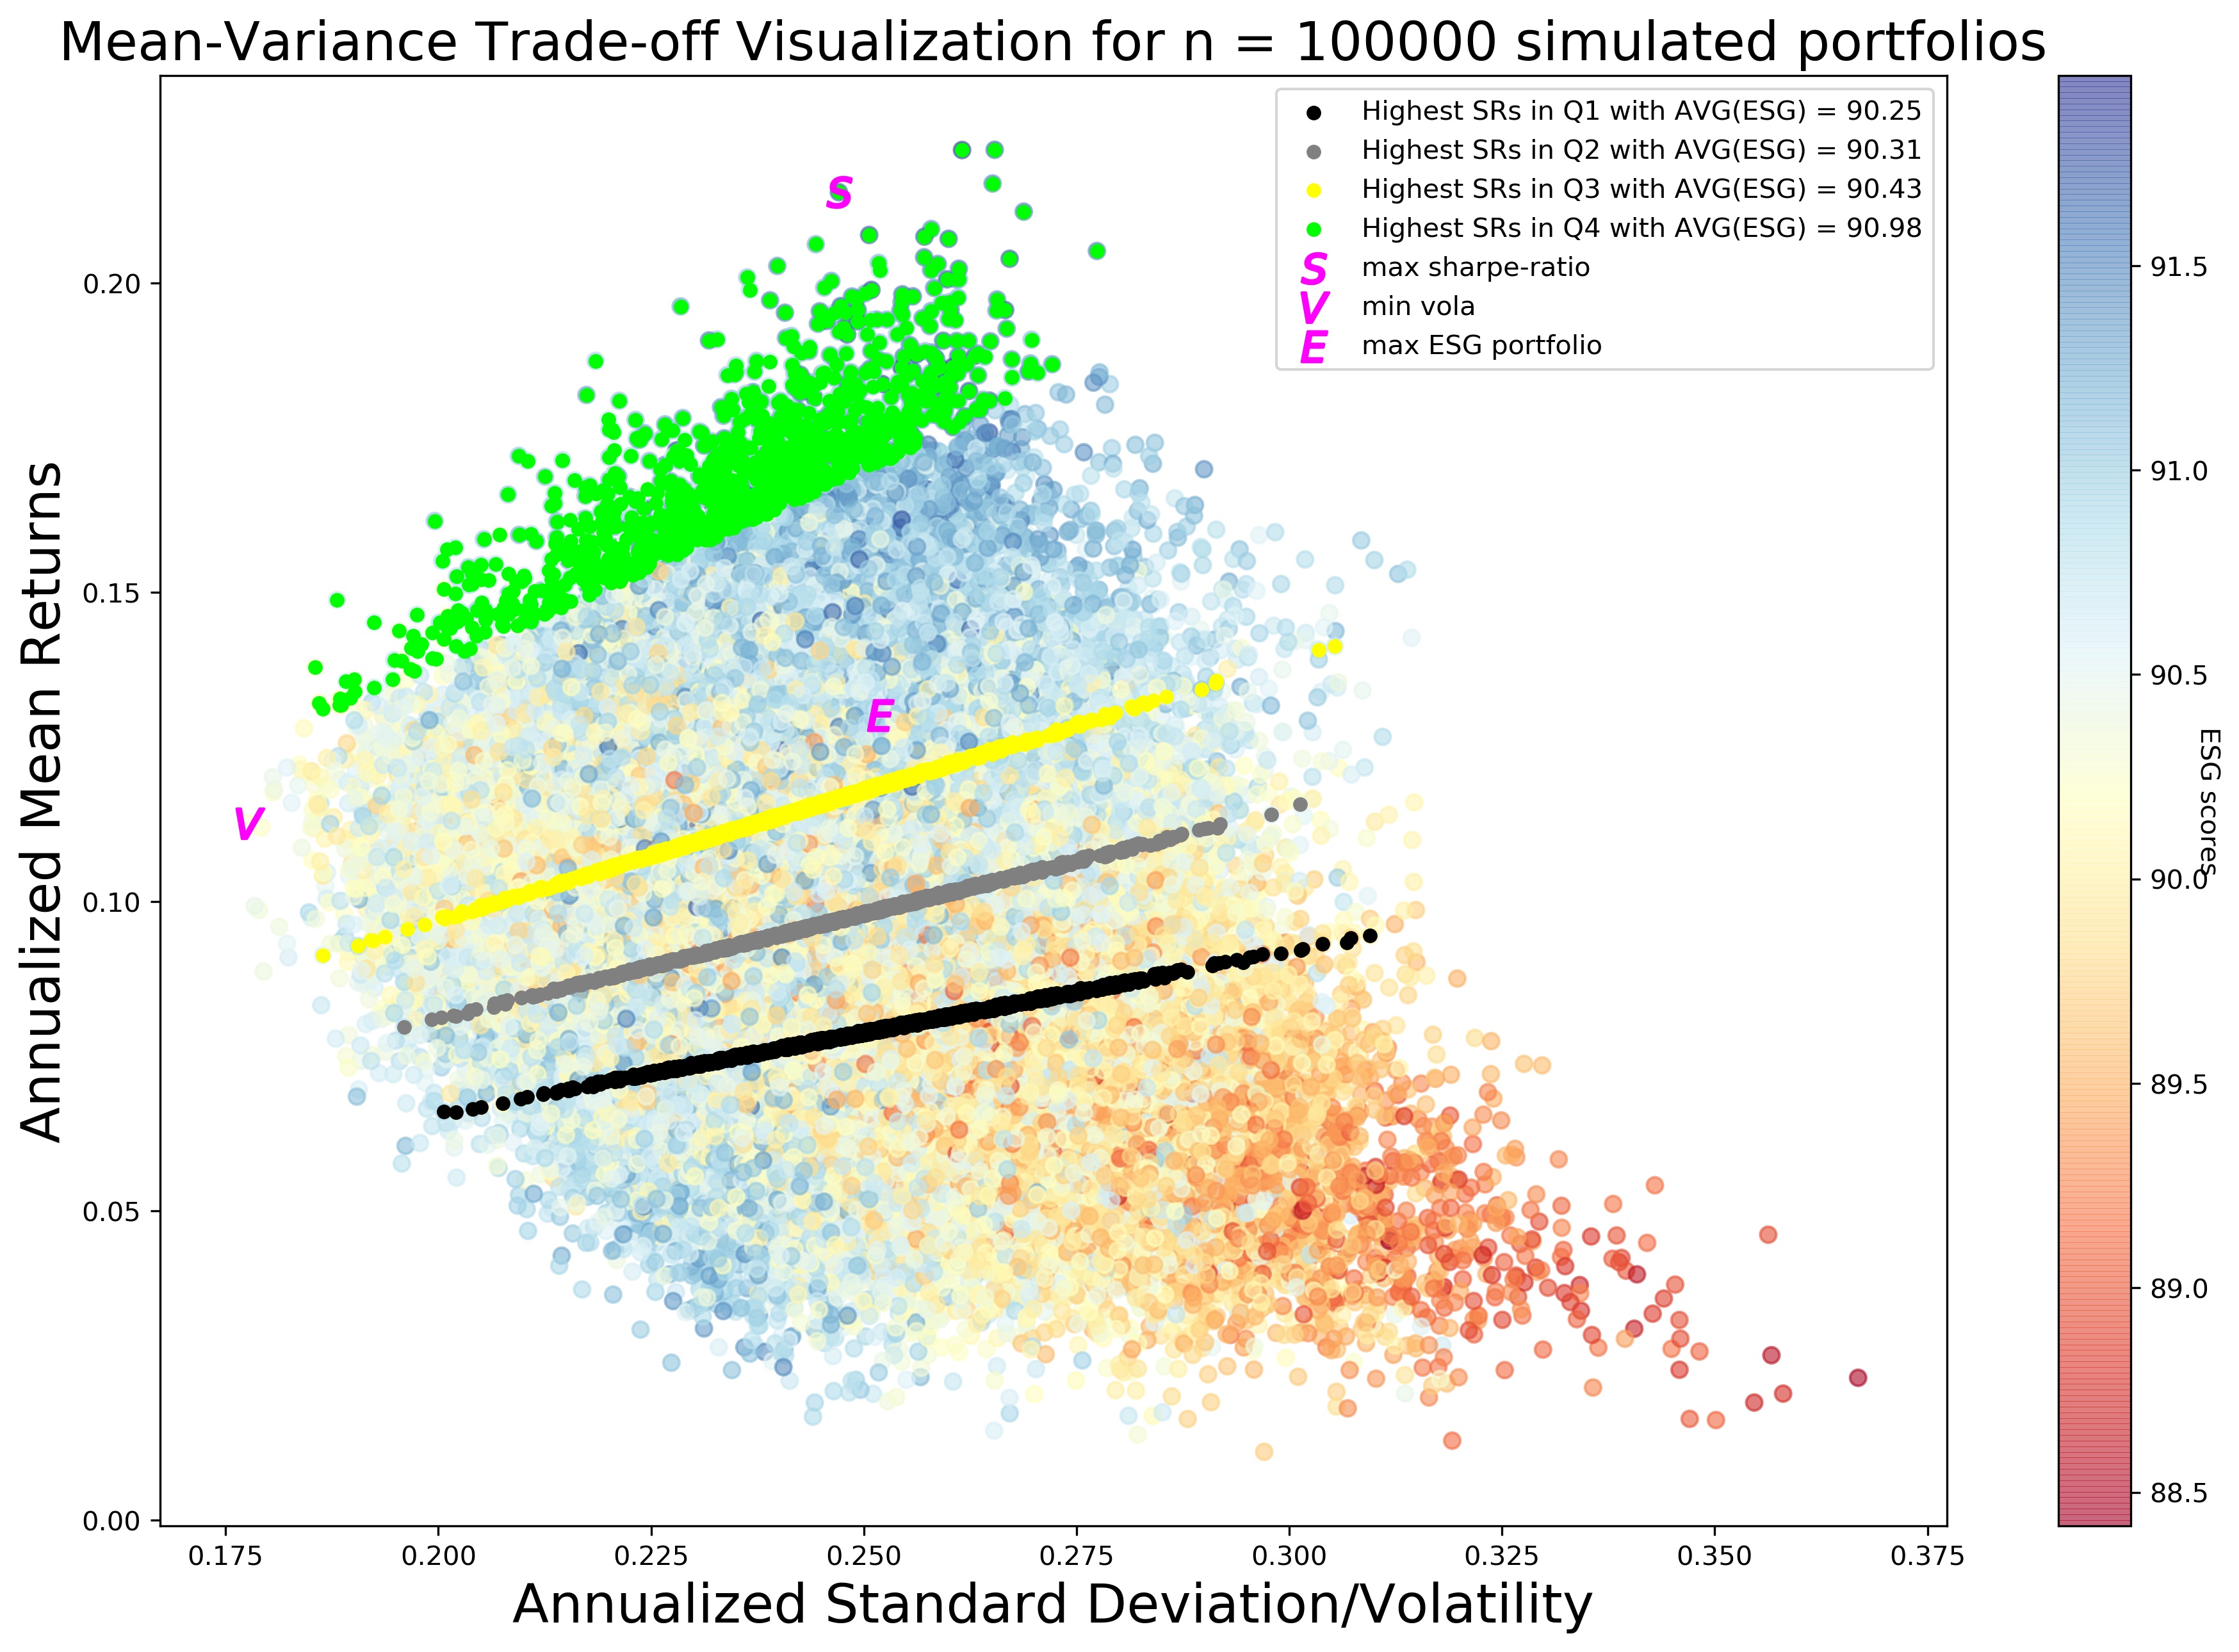 Mean-Variance Trade-off Visualization for n = 100000 simulated portfolios
Highest SRs in Q1 with AVG(ESG) = 90.25
Highest SRs in Q2 with AVG(ESG) = 90.31
Highest SRs in Q3 with AVG(ESG) = 90.43
Highest SRs in Q4 with AVG(ESG) = 90.98
S max sharpe-ratio
V min vola
E max ESG portfolio
S
E
V
Annualized Mean Returns
0.20
0.15
0.10
0.05
0.00
0.175 0.200 0.225 0.250 0.275 0.300 0.325 0.350 0.375
Annualized Standard Deviation/Volatility
91.5
91.0
90.5
90.0
89.5
89.0
88.5
ESG scores